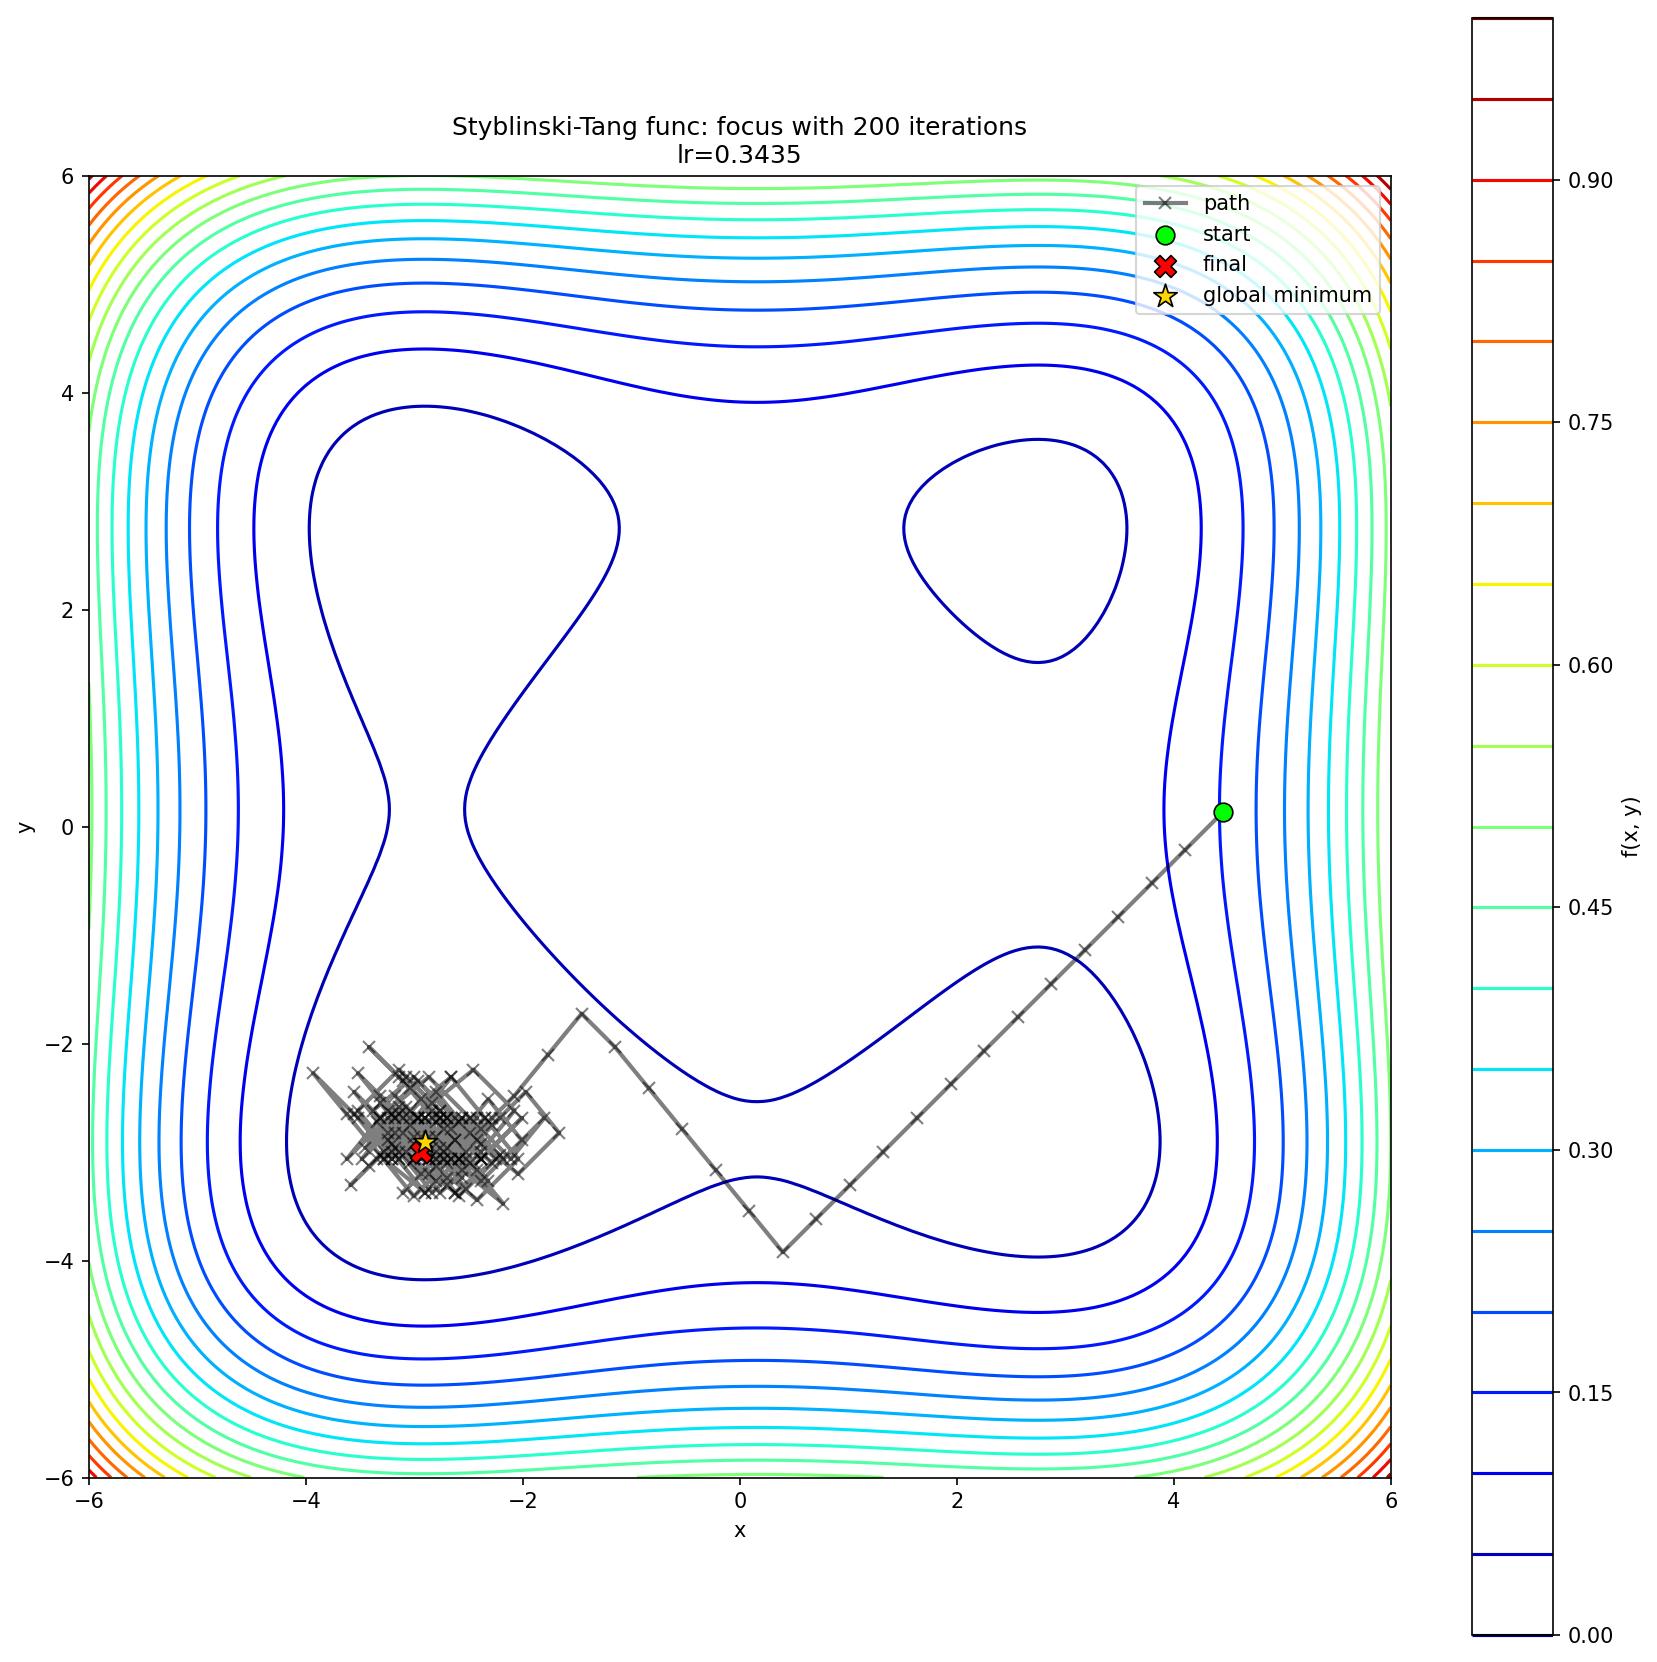 Styblinski-Tang func: focus with 200 iterations
lr=0.3435
path
start
final
global minimum
6
4
2
0
−2
−4
−6
y
−6
−4
−2
0
2
4
6
x
0.90
0.75
0.60
0.45
0.30
0.15
0.00
f(x, y)